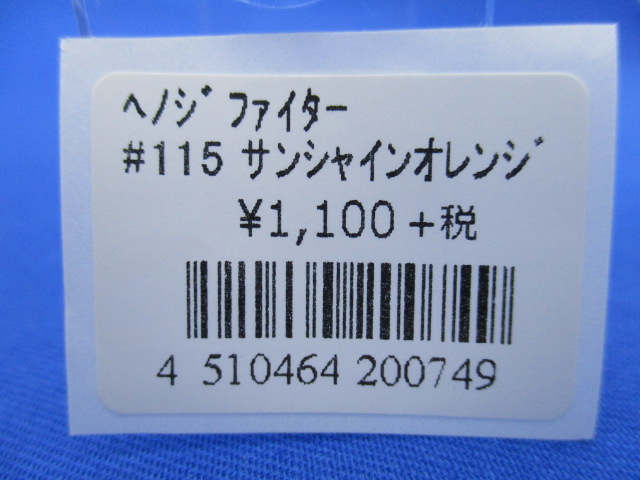 ヘノジ ファイター
#115 サンシャインオレンジ
¥1,100+税
4 510464 200749